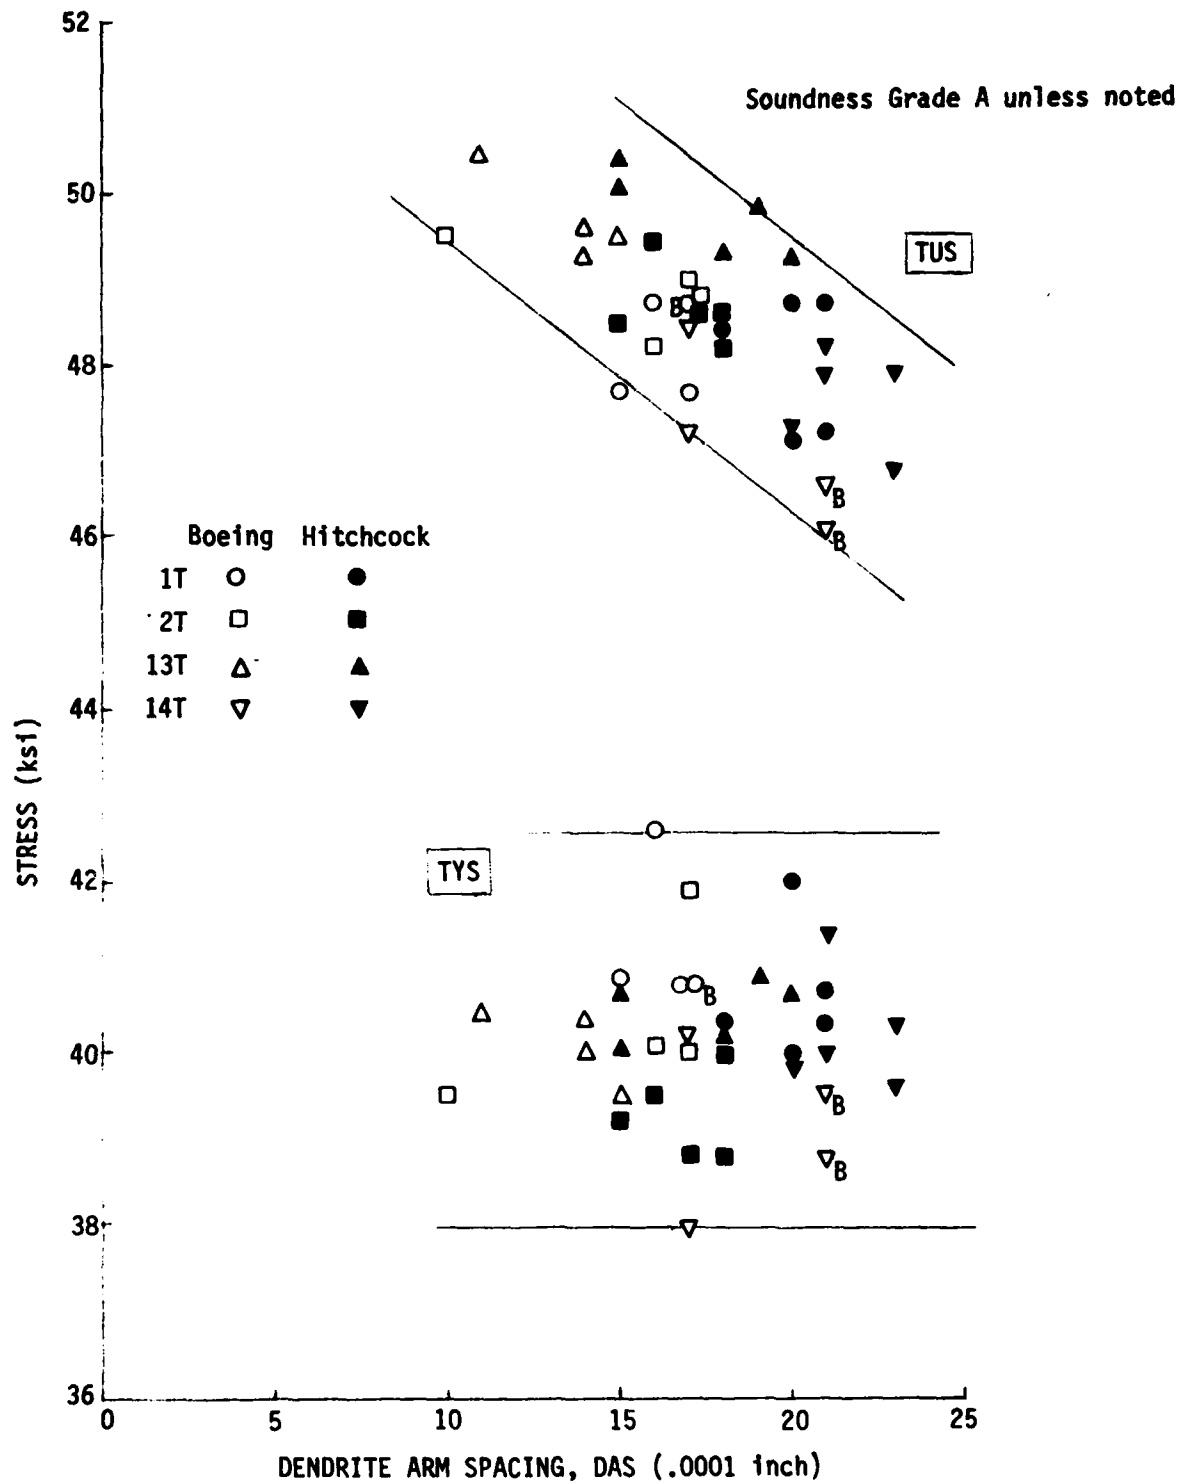 52
Soundness Grade A unless noted
50
TUS
B
48
B
46
B
Boeing Hitchcock
1T
2T
13T
14T
44
STRESS (ksi)
42
TYS
B
40
B
B
38
36
0 5 10 15 20 25
DENDRITE ARM SPACING, DAS (.0001 inch)